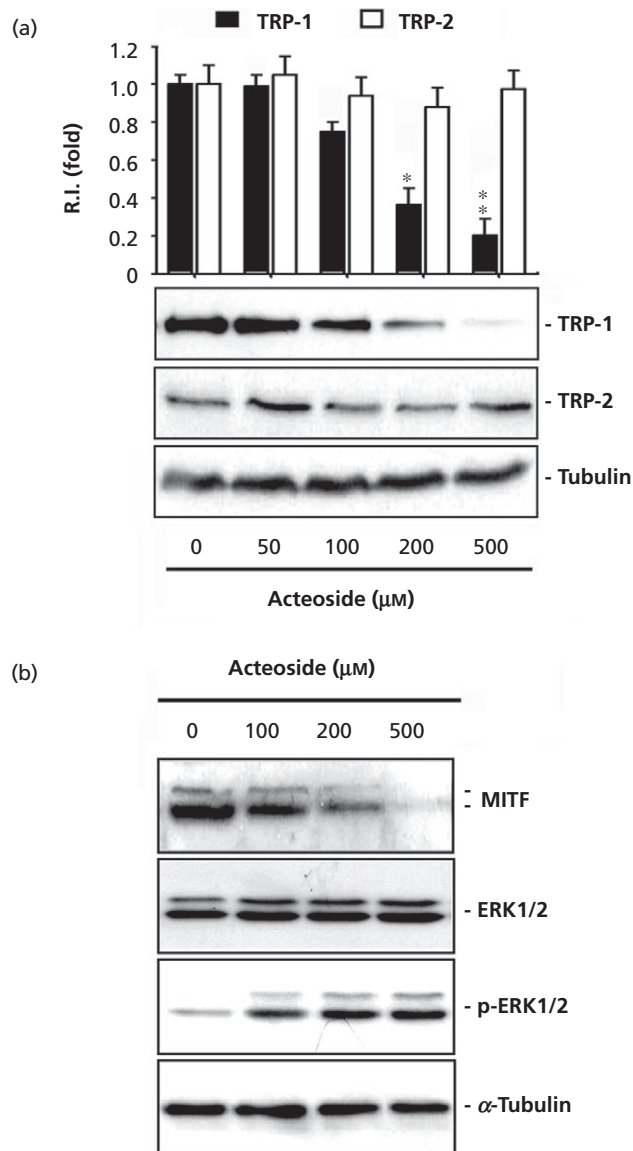 (a)
TRP-1 TRP-2
1.2
1.0
0.8
0.6
0.4
0.2
0
R.I. (fold)
*
**
- TRP-1
- TRP-2
- Tubulin
0 50 100 200 500
Acteoside (μM)
(b)
Acteoside (μM)
0 100 200 500
- MITF
- ERK1/2
- p-ERK1/2
- α-Tubulin